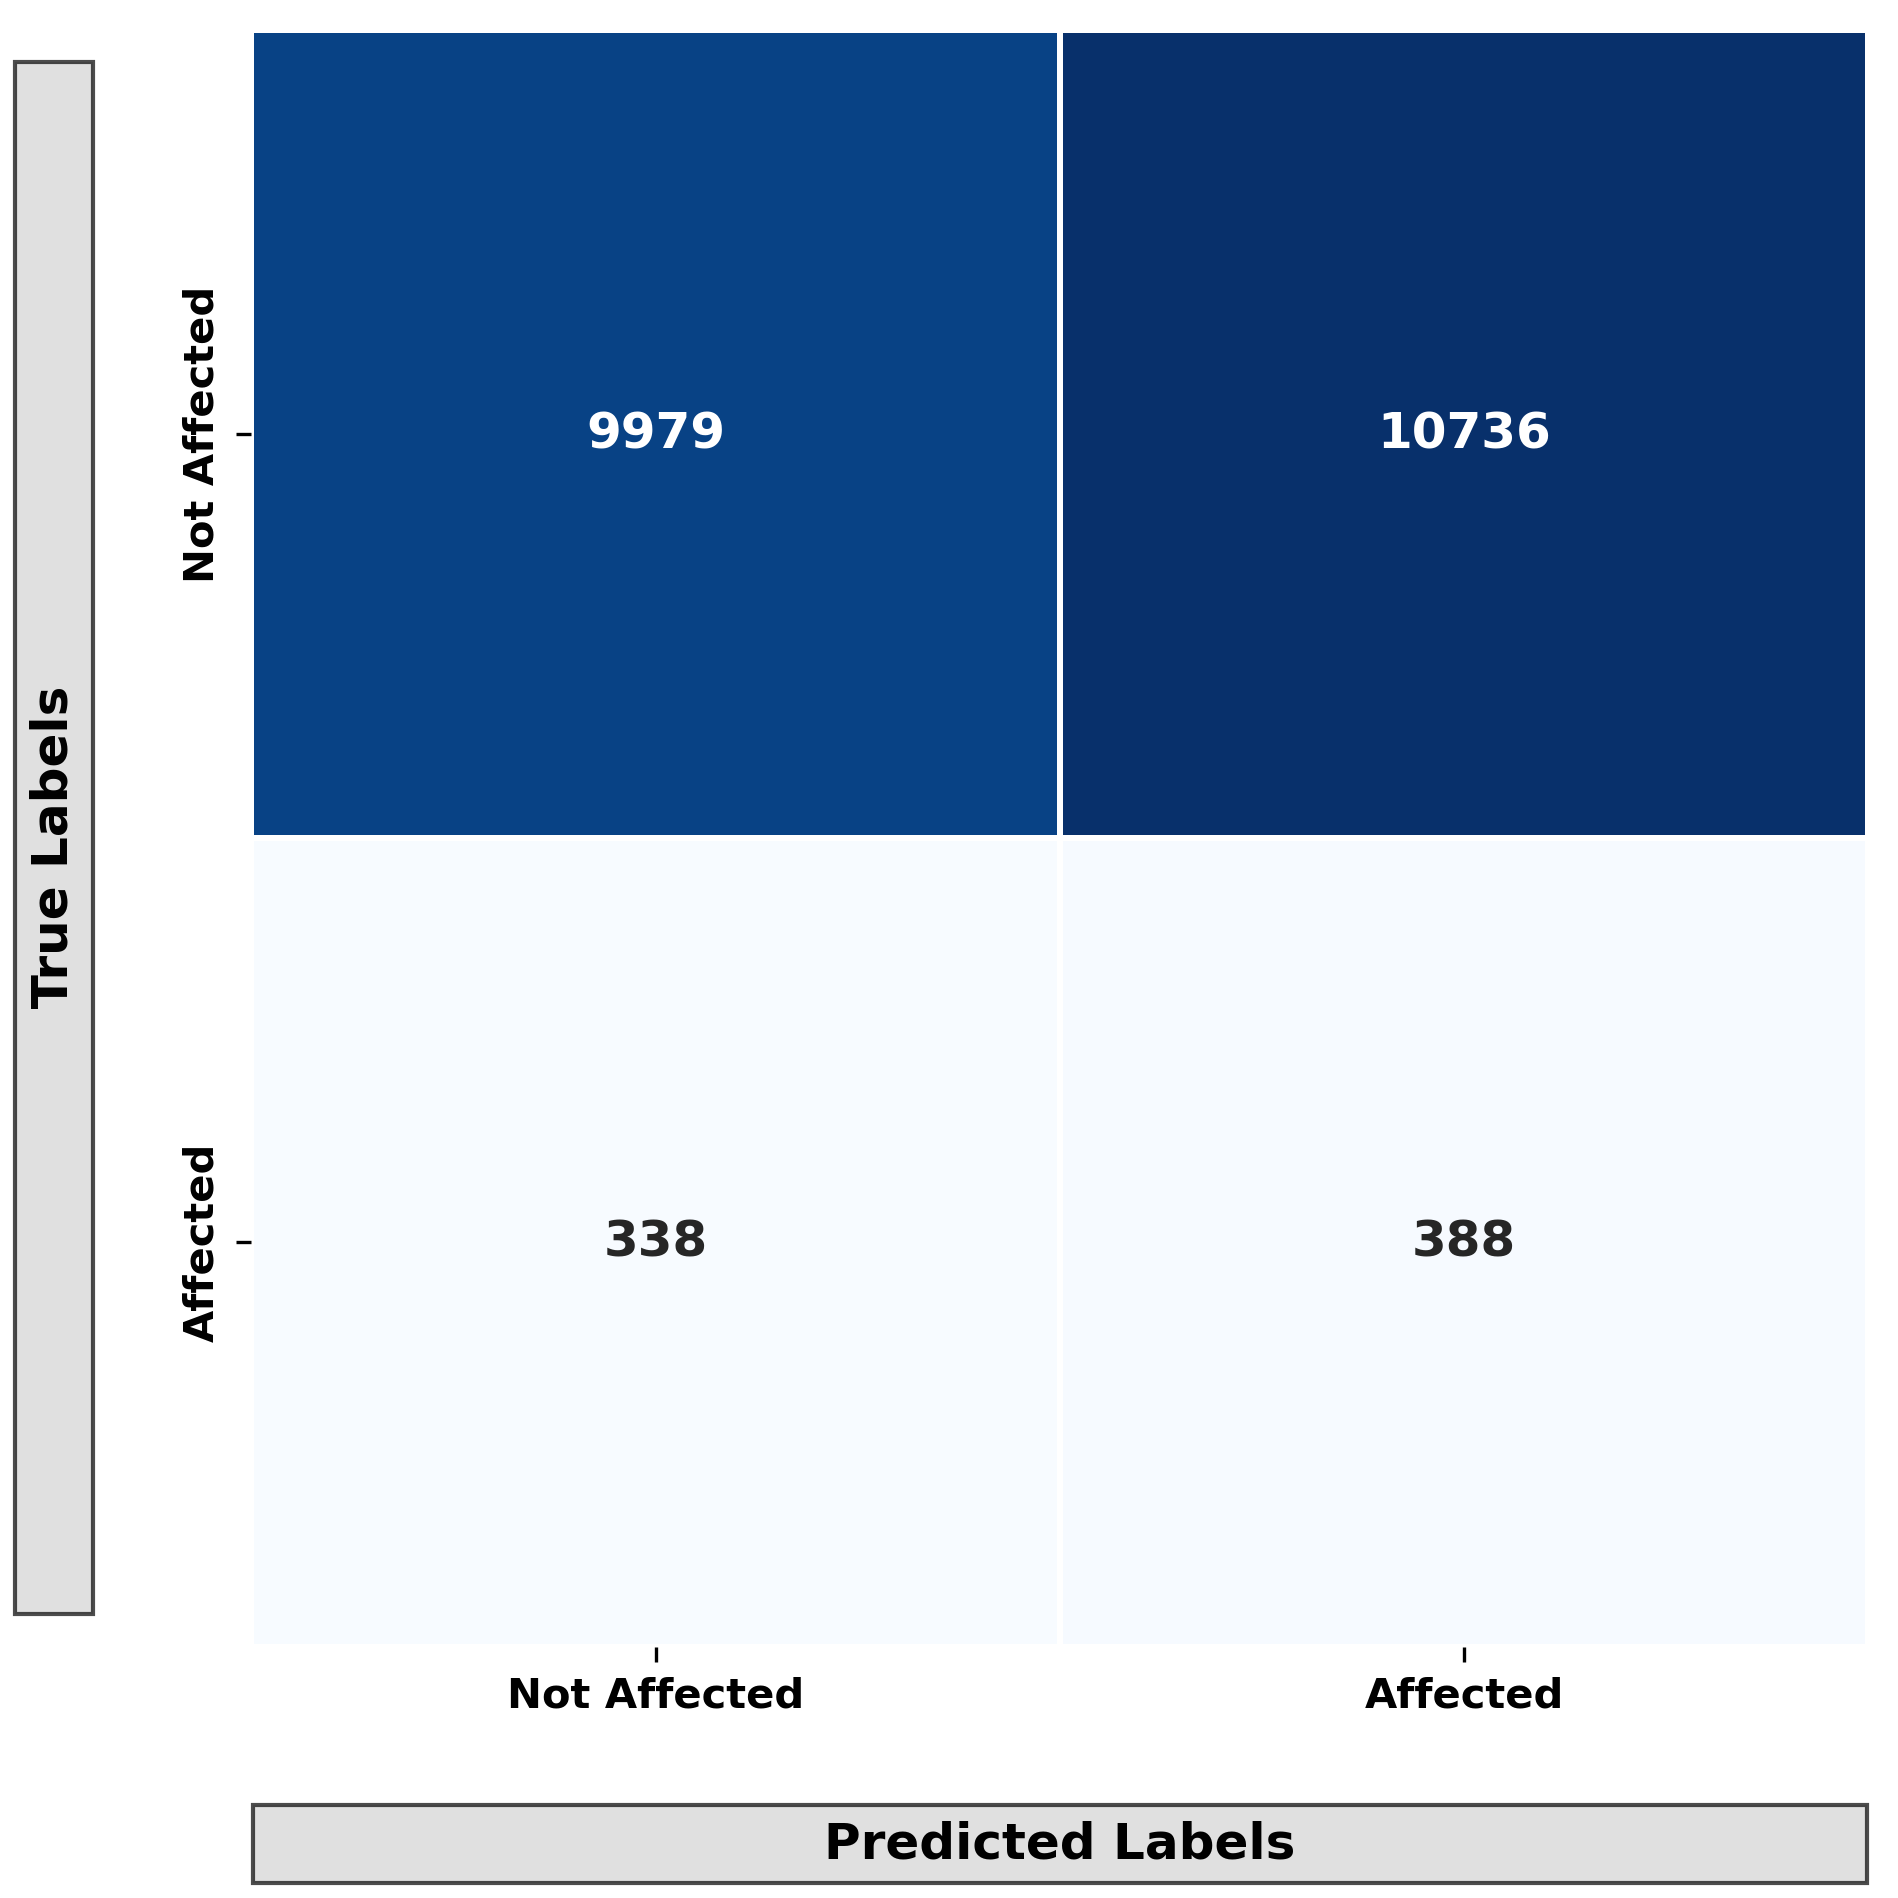 True Labels
Not Affected
9979
10736
Affected
338
388
Not Affected
Affected
Predicted Labels